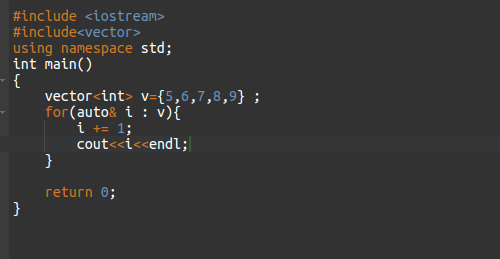 #include <iostream>
#include<vector>
using namespace std;
int main()
{
    vector<int> v={5,6,7,8,9} ;
    for(auto& i : v){
        i += 1;
        cout<<i<<endl;
    }

    return 0;
}